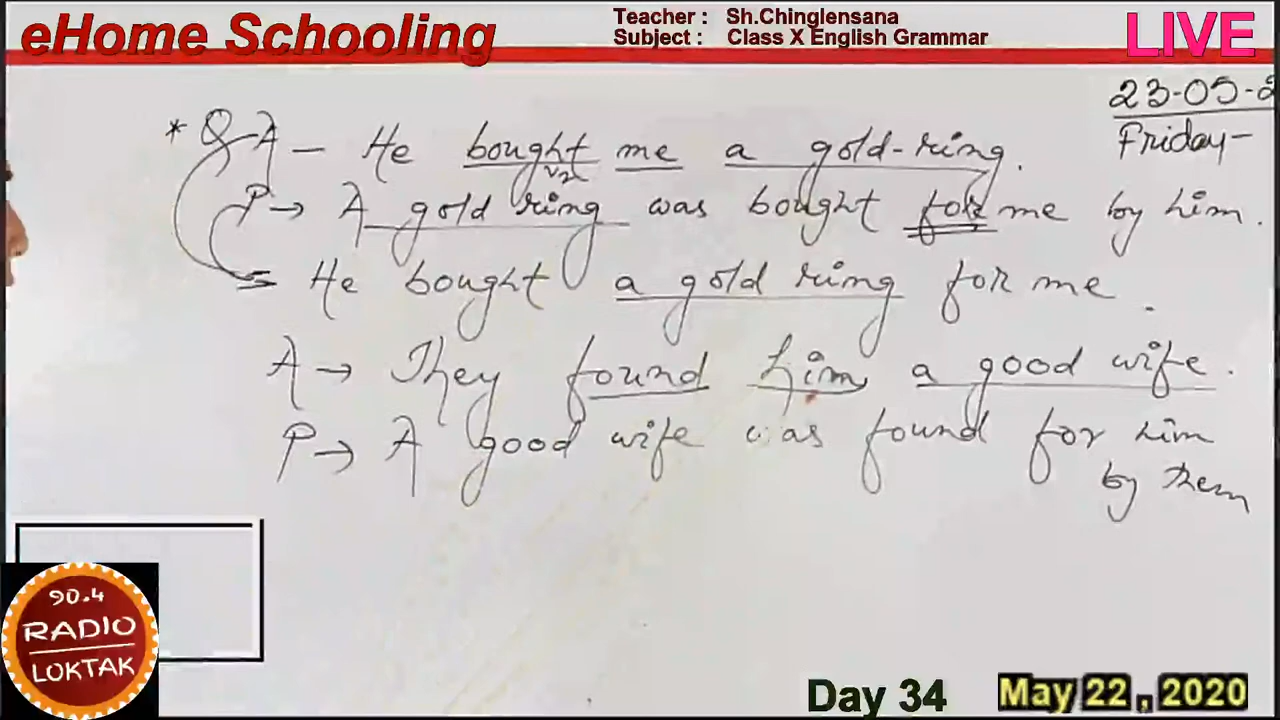 eHome Schooling
Teacher : Sh.Chinglensana
Subject : Class X English Grammar
LIVE
23-05-2
Friday-
* Q-A - He bought me a gold-ring.
V2
P → A gold ring was bought for me by him.
He bought a gold ring for me.
A → They found him a good wife.
P → A good wife was found for him
by them
90.4
RADIO
LOKTAK
Day 34
May 22, 2020